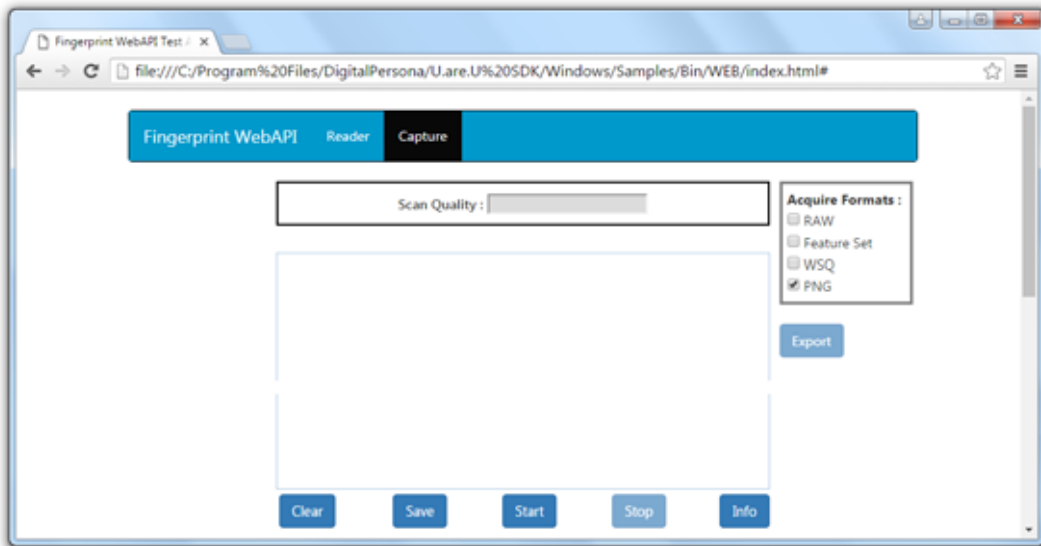 Fingerprint WebAPI Test A
file:///C:/Program%20Files/DigitalPersona/U.are.U%20SDK/Windows/Samples/Bin/WEB/index.html#
Fingerprint WebAPI Reader Capture
Scan Quality :
Acquire Formats :
RAW
Feature Set
WSQ
PNG
Export
Clear Save Start Stop Info